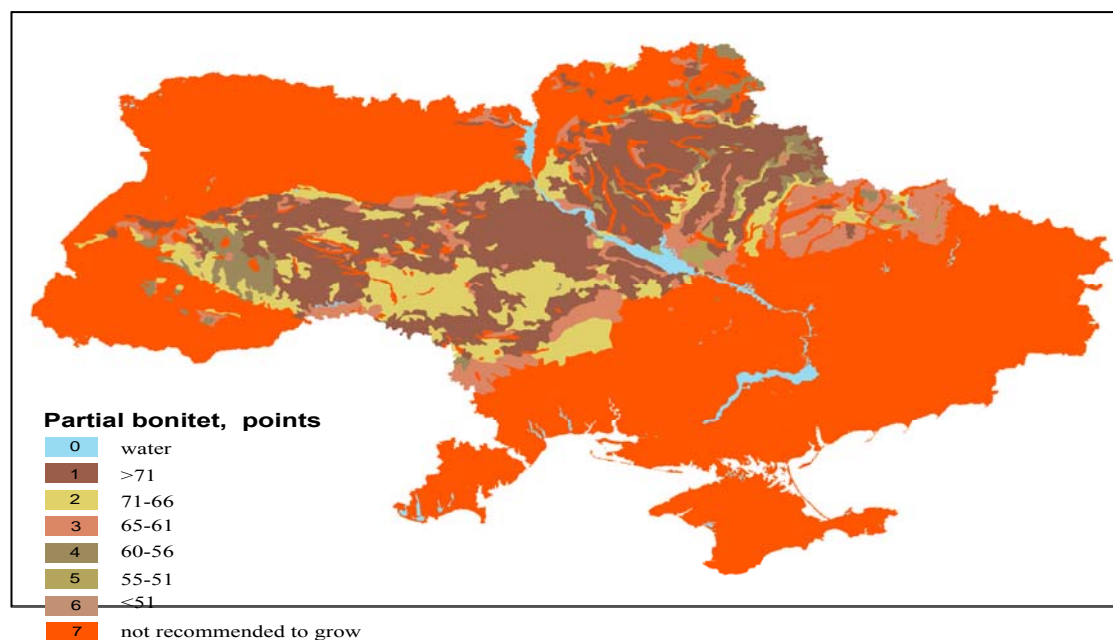 Partial bonitet, points
0 water
1 >71
2 71-66
3 65-61
4 60-56
5 55-51
6 <51
7 not recommended to grow